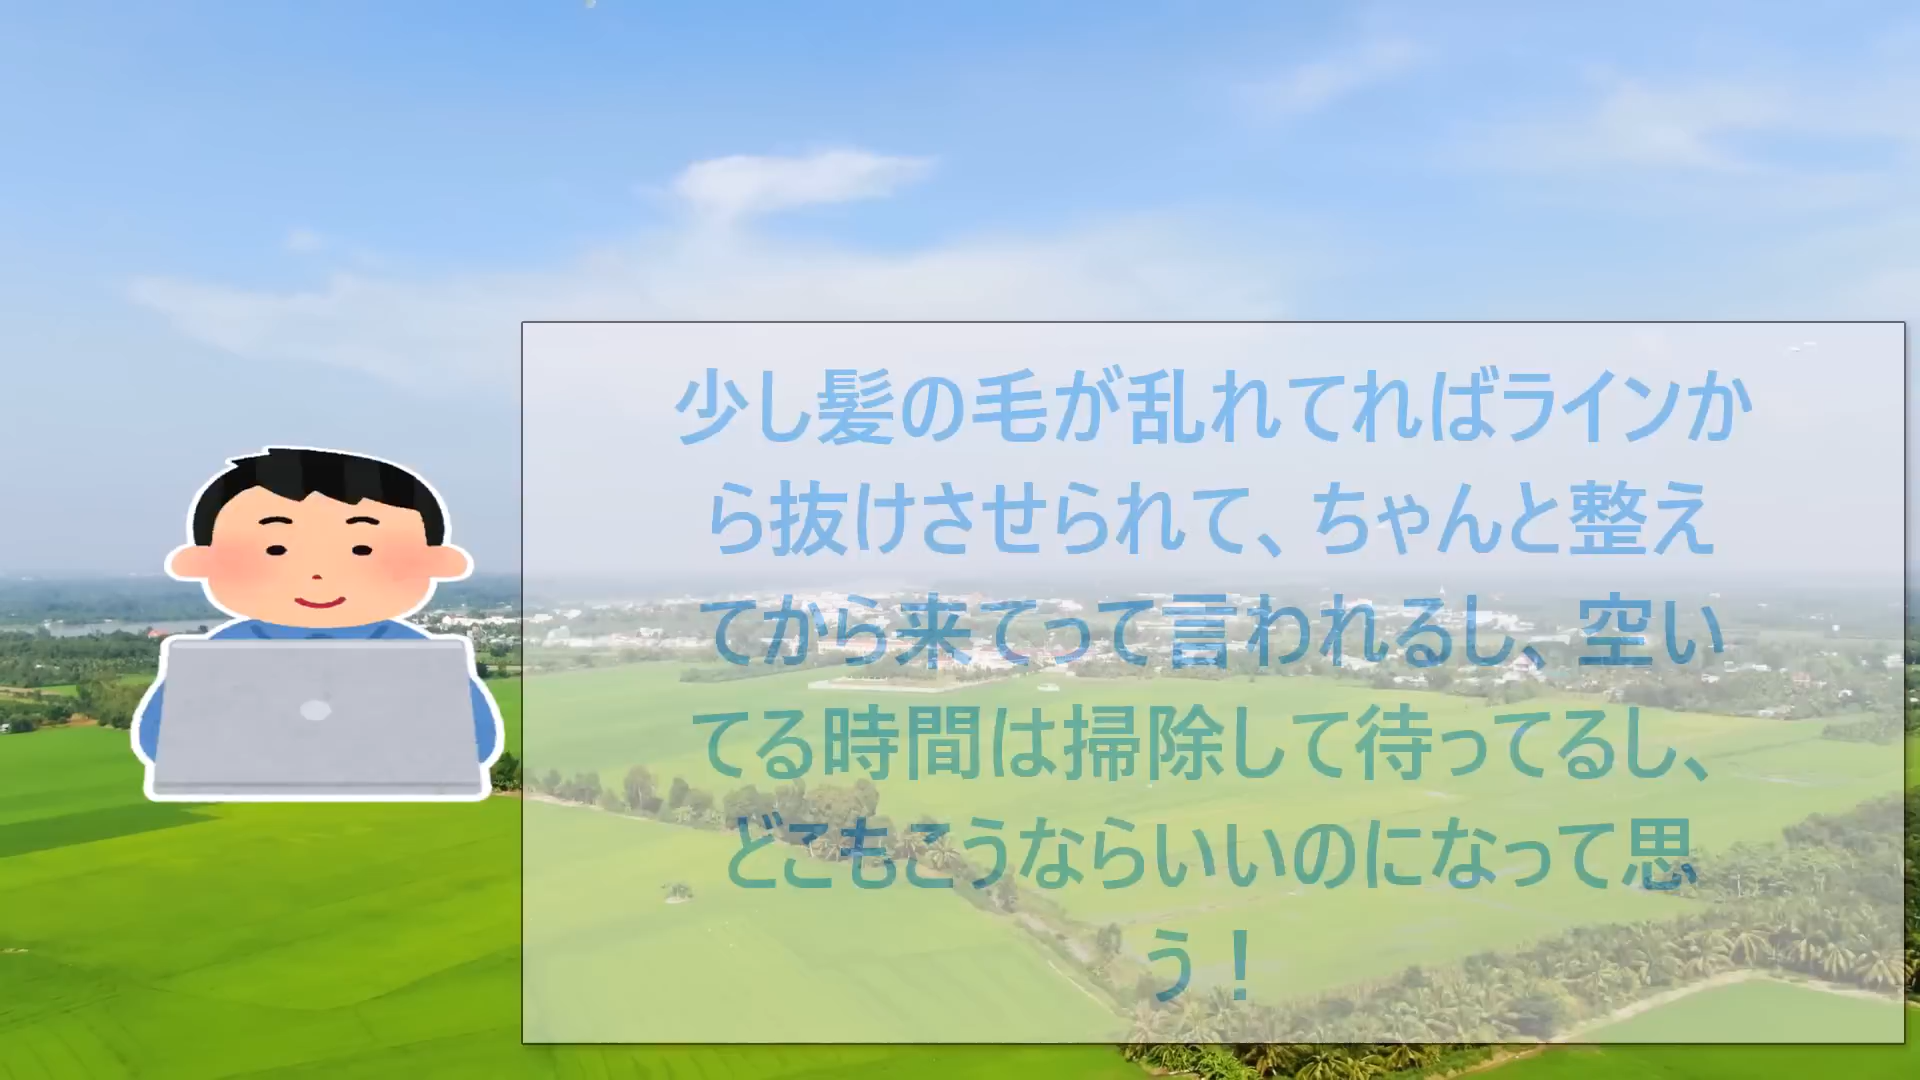 少し髪の毛が乱れてればラインか
ら抜けさせられて、ちゃんと整え
てから来てって言われるし、空い
てる時間は掃除して待ってるし、
どこもこうならいいのになって思
う！